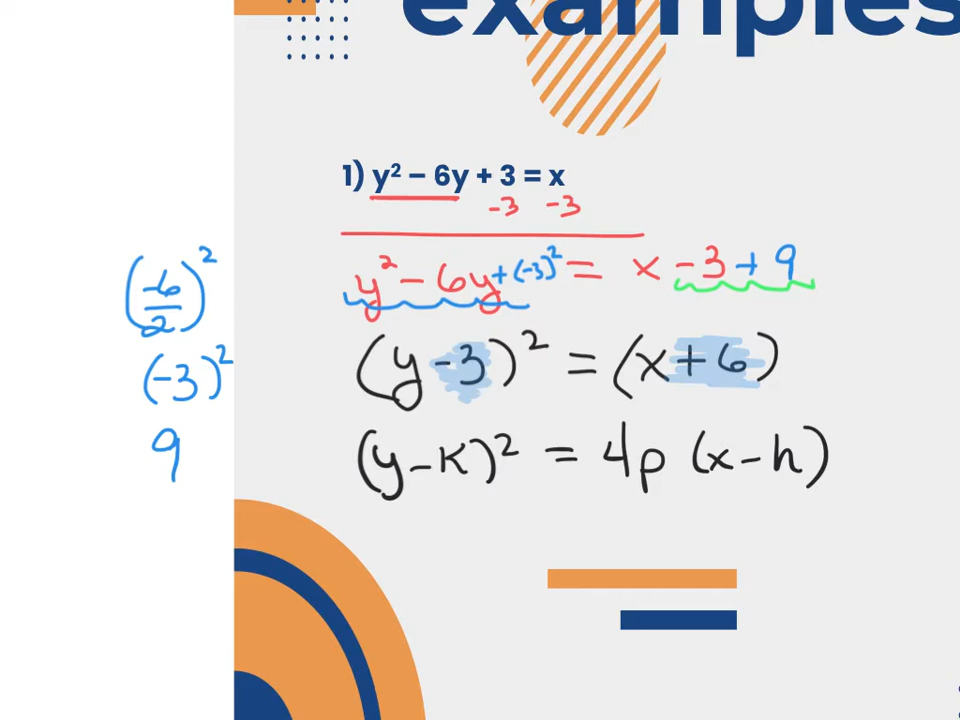 examples
1) y² – 6y + 3 = x
-3 -3
y² - 6y + (-3)² = x - 3 + 9
(y - 3)² = (x + 6)
(y - k)² = 4p (x - h)
(-6/2)²
(-3)²
9